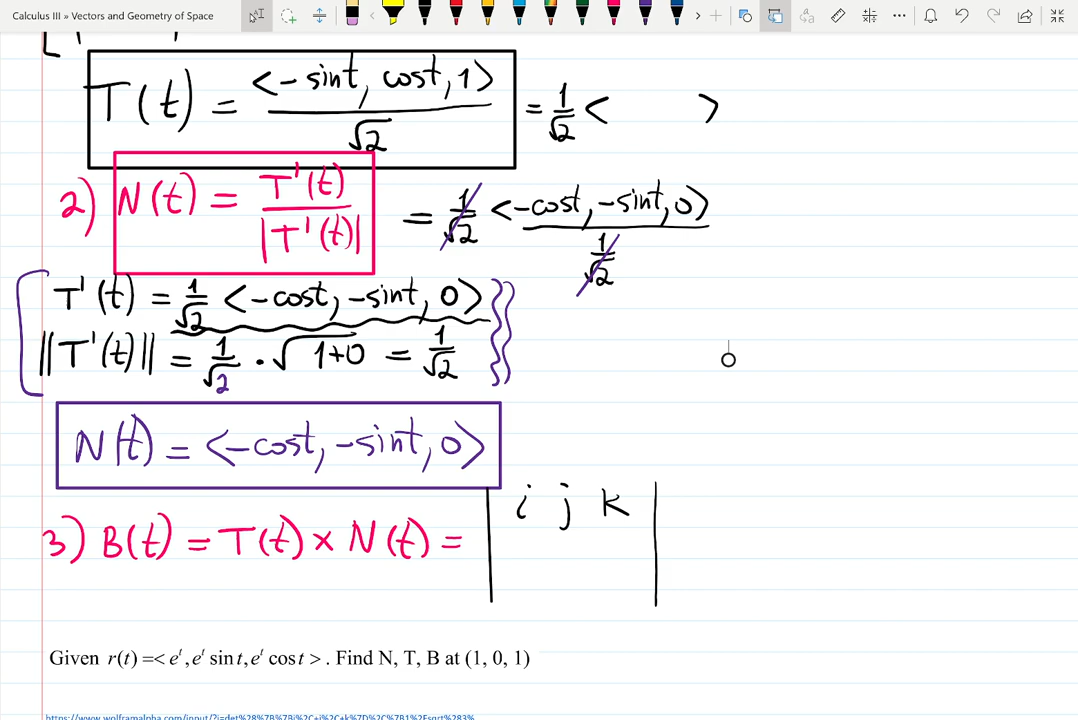 Calculus III » Vectors and Geometry of Space
T(t) = <-sint, cost, 1> / √2 = 1/√2 < >
2) N(t) = T'(t) / |T'(t)| = 1/√2 <-cost, -sint, 0> / 1/√2
T'(t) = 1/√2 <-cost, -sint, 0>
||T'(t)|| = 1/√2 · √1+0 = 1/√2
N(t) = <-cost, -sint, 0>
3) B(t) = T(t) × N(t) = | i j k |
Given r(t) =< e^t, e^t sin t, e^t cos t > . Find N, T, B at (1, 0, 1)